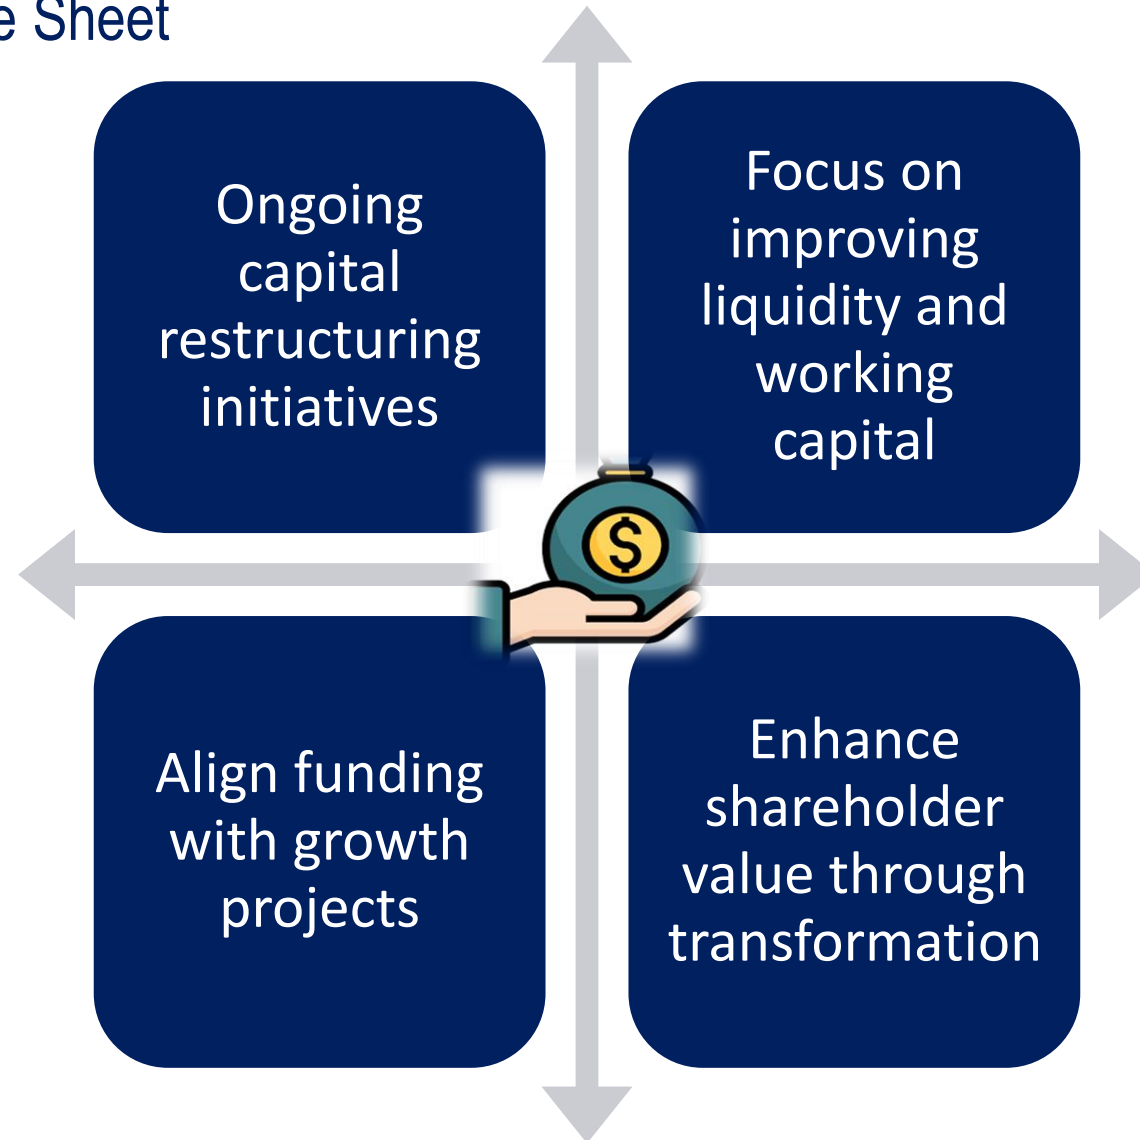 e Sheet
Ongoing
capital
restructuring
initiatives
Focus on
improving
liquidity and
working
capital
$
Align funding
with growth
projects
Enhance
shareholder
value through
transformation